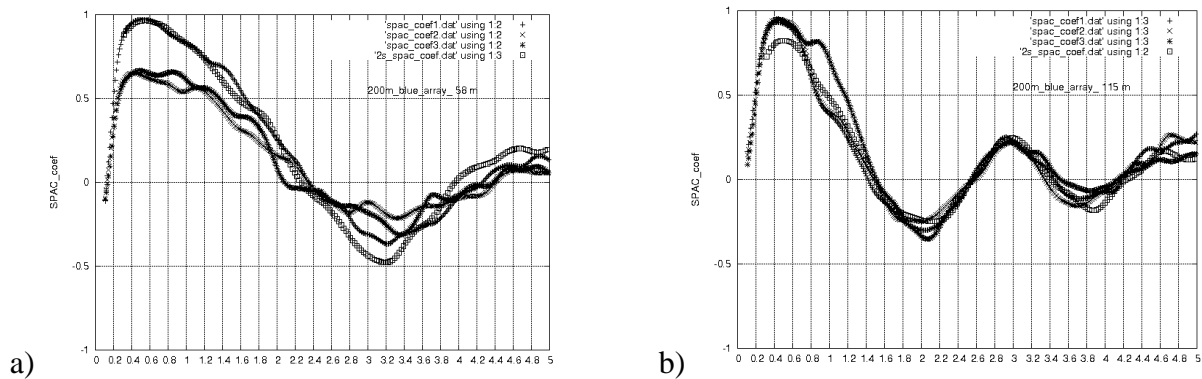 1
'spac_coef1.dat' using 1:2 +
'spac_coef2.dat' using 1:2 ×
'spac_coef3.dat' using 1:2 ✱
'2s_spac_coef.dat' using 1:3 □
200m_blue_array_ 58 m
0.5
SPAC_coef
0
-0.5
-1
0 0.2 0.4 0.6 0.8 1 1.2 1.4 1.6 1.8 2 2.2 2.4 2.6 2.8 3 3.2 3.4 3.6 3.8 4 4.2 4.4 4.6 4.8 5
a)
1
'spac_coef1.dat' using 1:3 +
'spac_coef2.dat' using 1:3 ×
'spac_coef3.dat' using 1:3 ✱
'2s_spac_coef.dat' using 1:2 □
200m_blue_array_ 115 m
0.5
SPAC_coef
0
-0.5
-1
0 0.2 0.4 0.6 0.8 1 1.2 1.4 1.6 1.8 2 2.2 2.4 2.6 2.8 3 3.2 3.4 3.6 3.8 4 4.2 4.4 4.6 4.8 5
b)